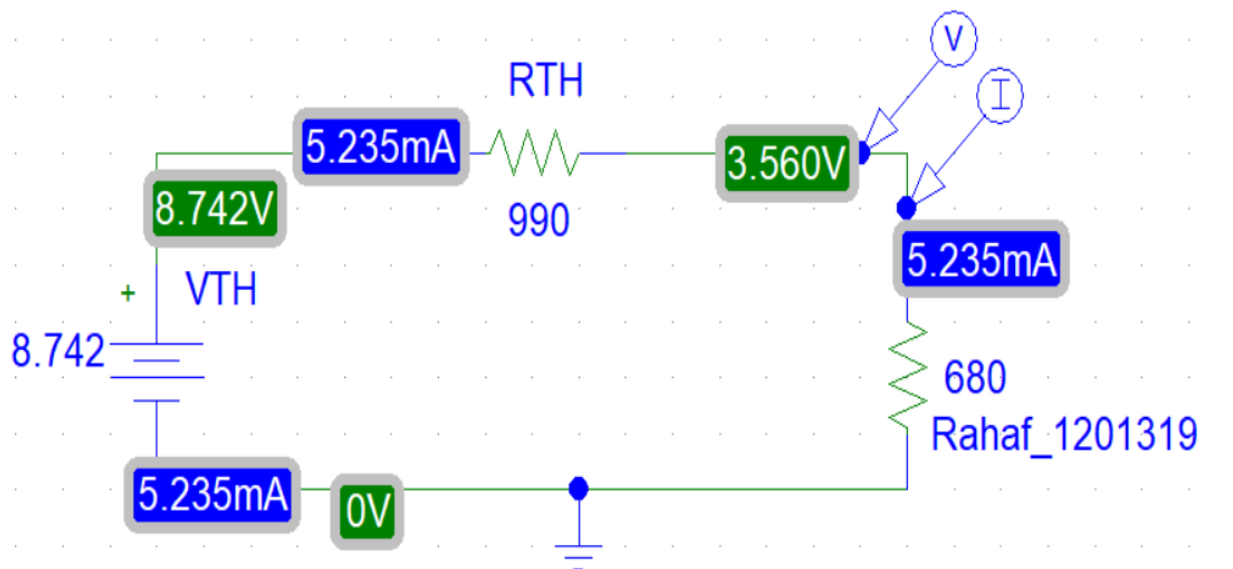 V
I
RTH
5.235mA
3.560V
8.742V
990
5.235mA
+
VTH
8.742
680
Rahaf_1201319
5.235mA
0V